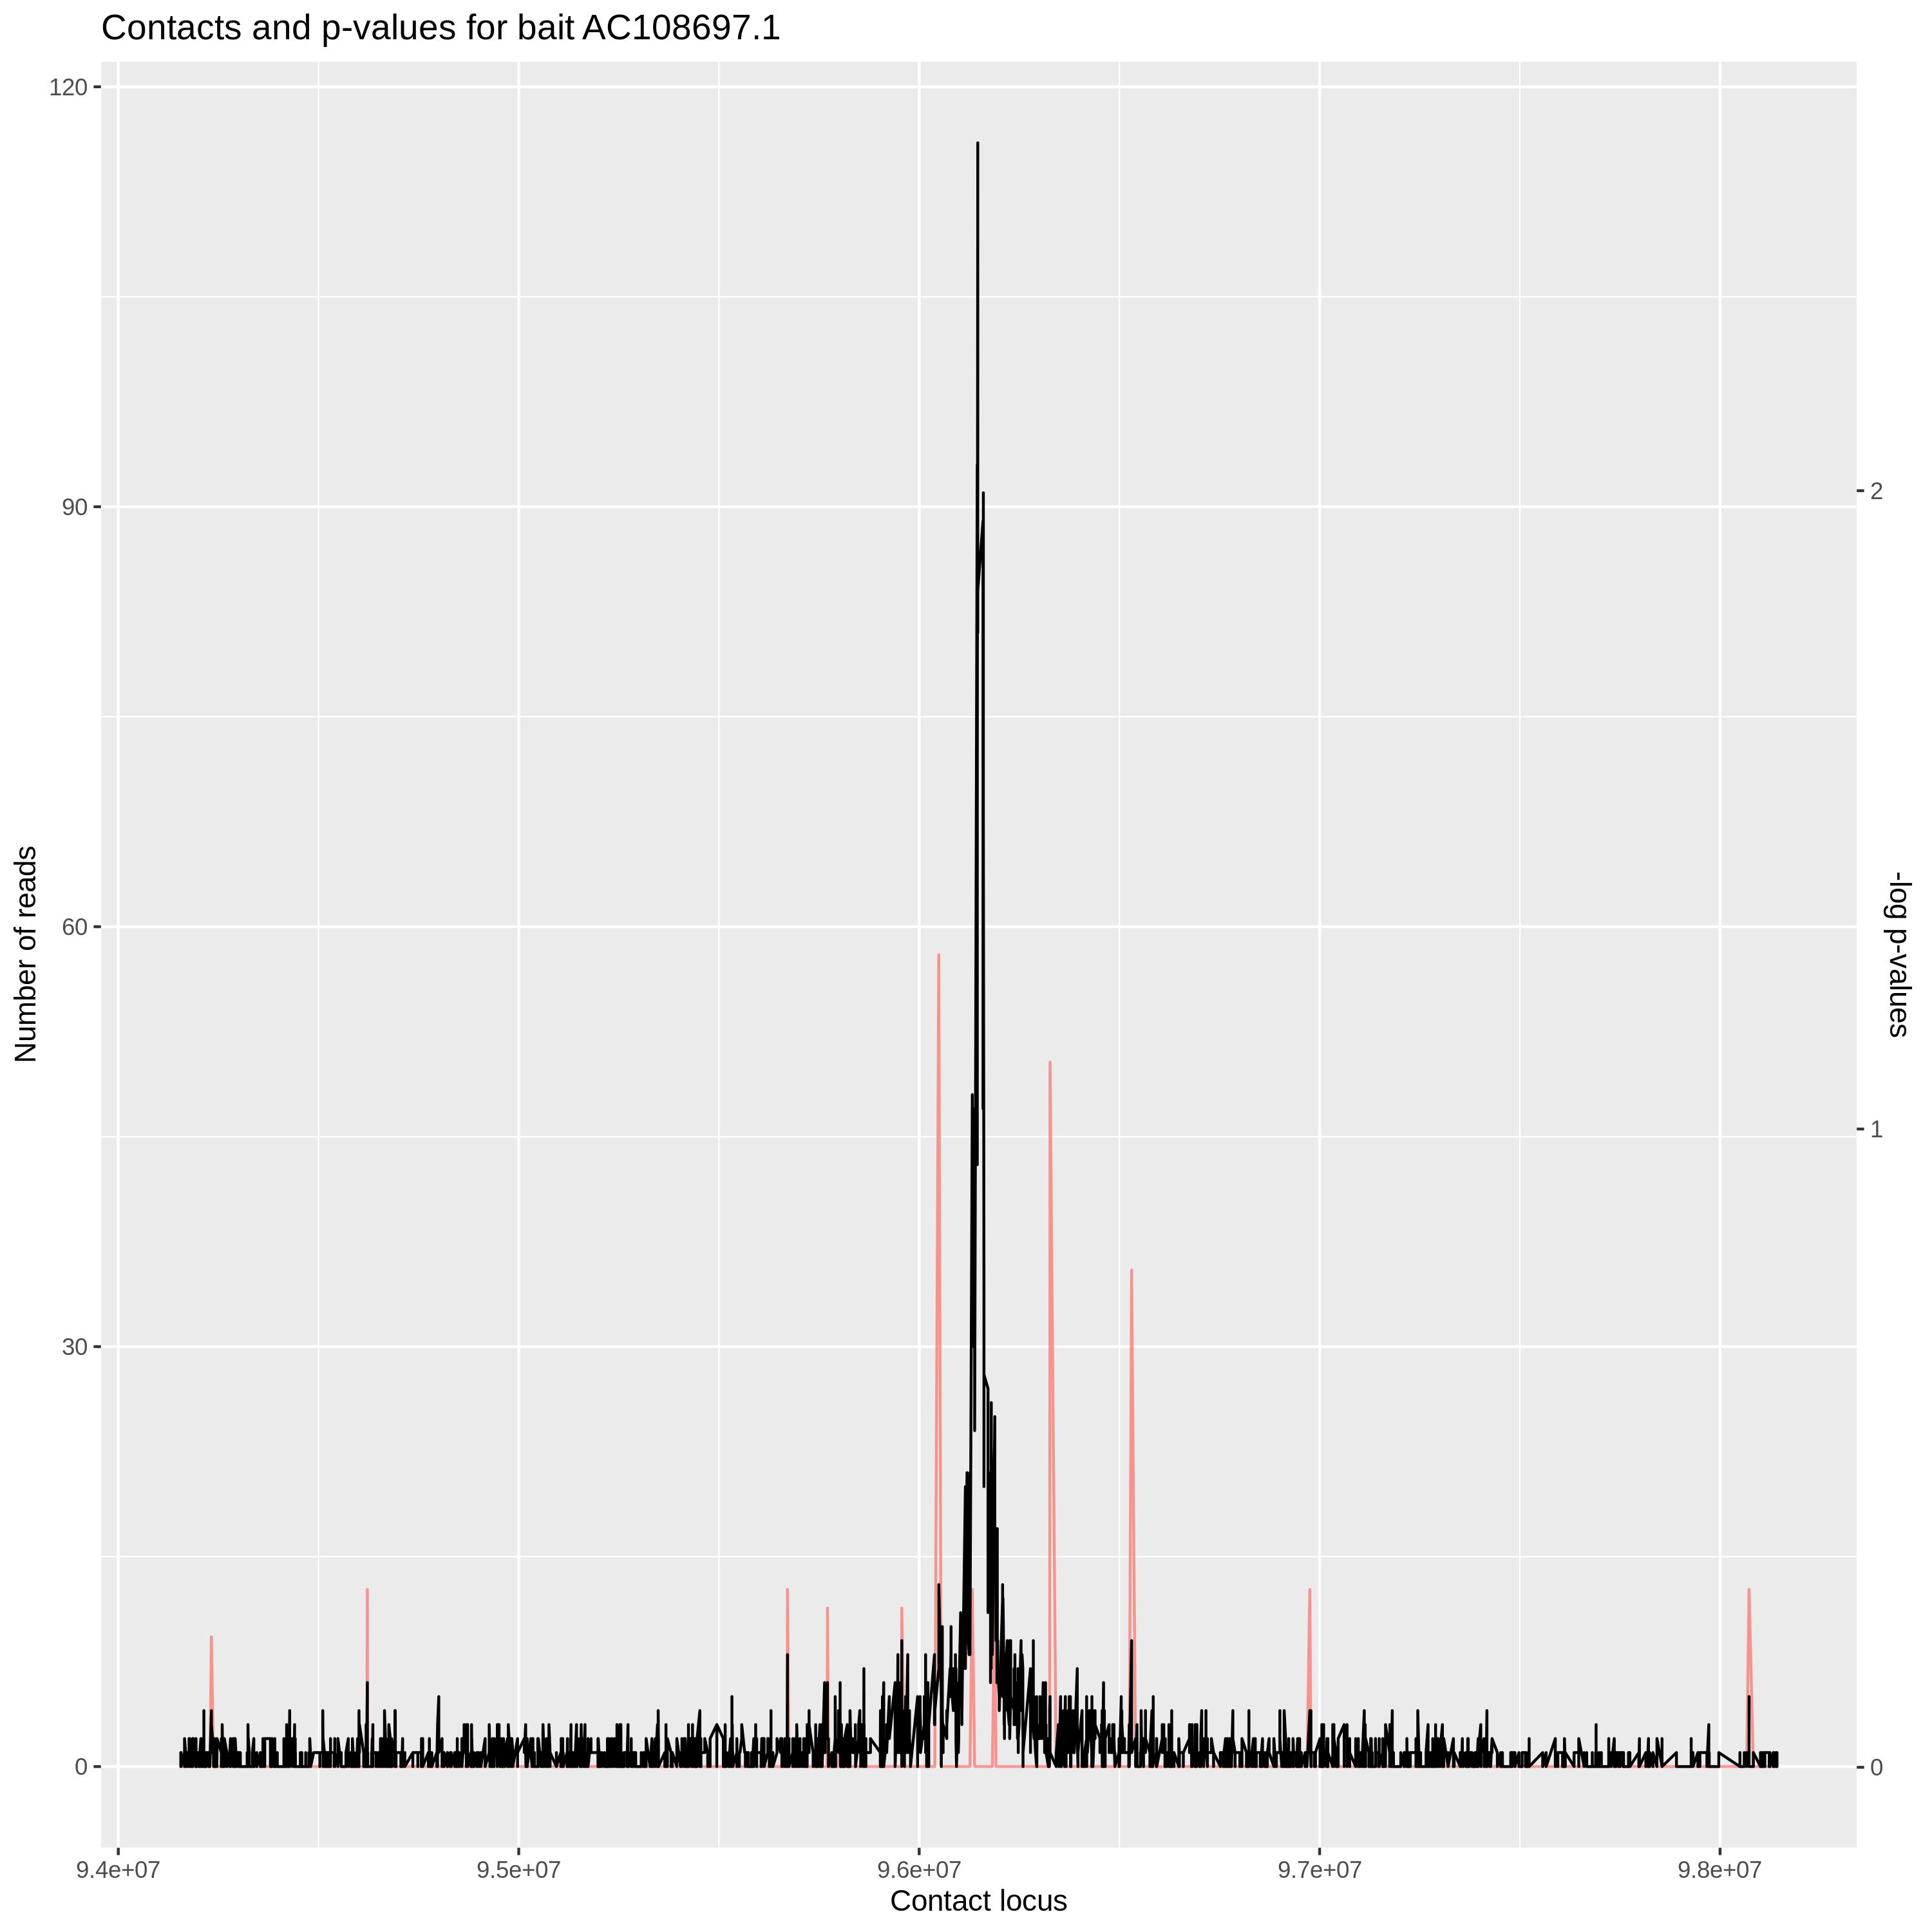 Contacts and p-values for bait AC108697.1
120
90
60
30
0
Number of reads
2
1
0
-log p-values
9.4e+07 9.5e+07 9.6e+07 9.7e+07 9.8e+07
Contact locus